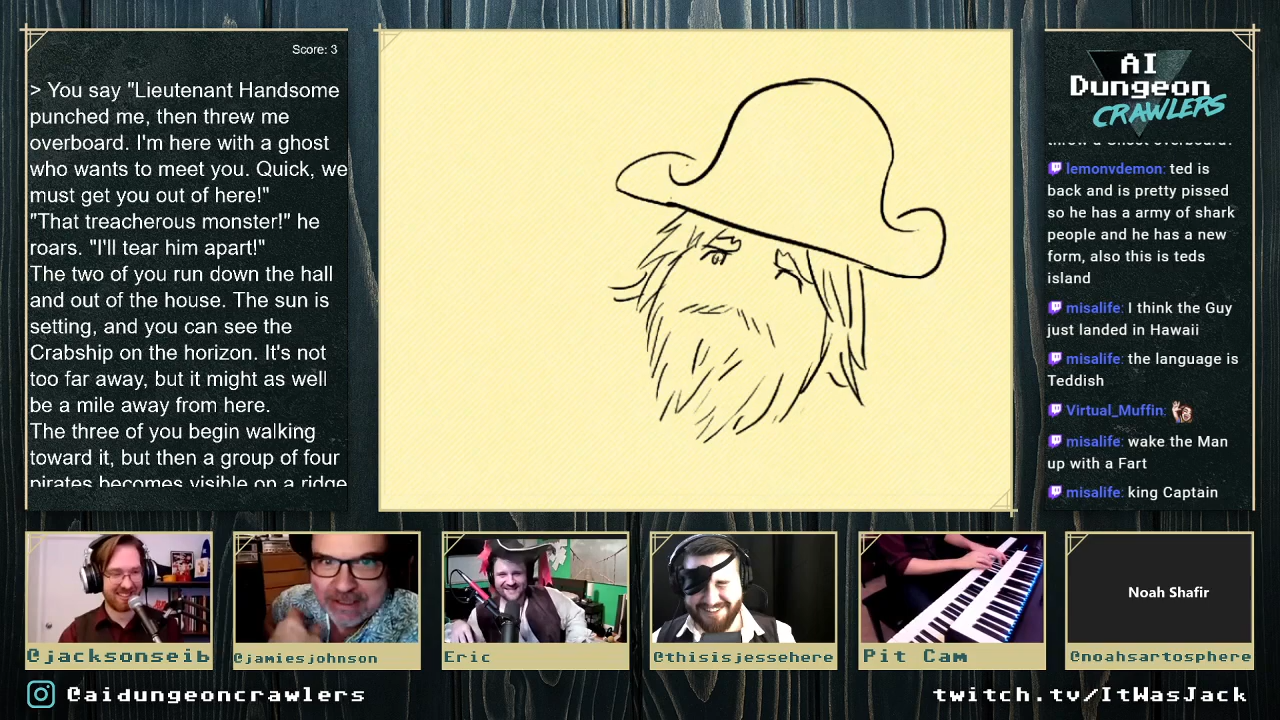 Score: 3
> You say "Lieutenant Handsome
punched me, then threw me
overboard. I'm here with a ghost
who wants to meet you. Quick, we
must get you out of here!"
"That treacherous monster!" he
roars. "I'll tear him apart!"
The two of you run down the hall
and out of the house. The sun is
setting, and you can see the
Crabship on the horizon. It's not
too far away, but it might as well
be a mile away from here.
The three of you begin walking
toward it, but then a group of four
pirates becomes visible on a ridge
AI
Dungeon
CRAWLERS
throw a Ghost overboard?
lemonvdemon: ted is
back and is pretty pissed
so he has a army of shark
people and he has a new
form, also this is teds
island
misalife: I think the Guy
just landed in Hawaii
misalife: the language is
Teddish
Virtual_Muffin:
misalife: wake the Man
up with a Fart
misalife: king Captain
Noah Shafir
@jacksonseib
@jamiesjohnson
Eric
@thisisjessehere
Pit Cam
@noahsartosphere
@aidungeoncrawlers
twitch.tv/ItWasJack